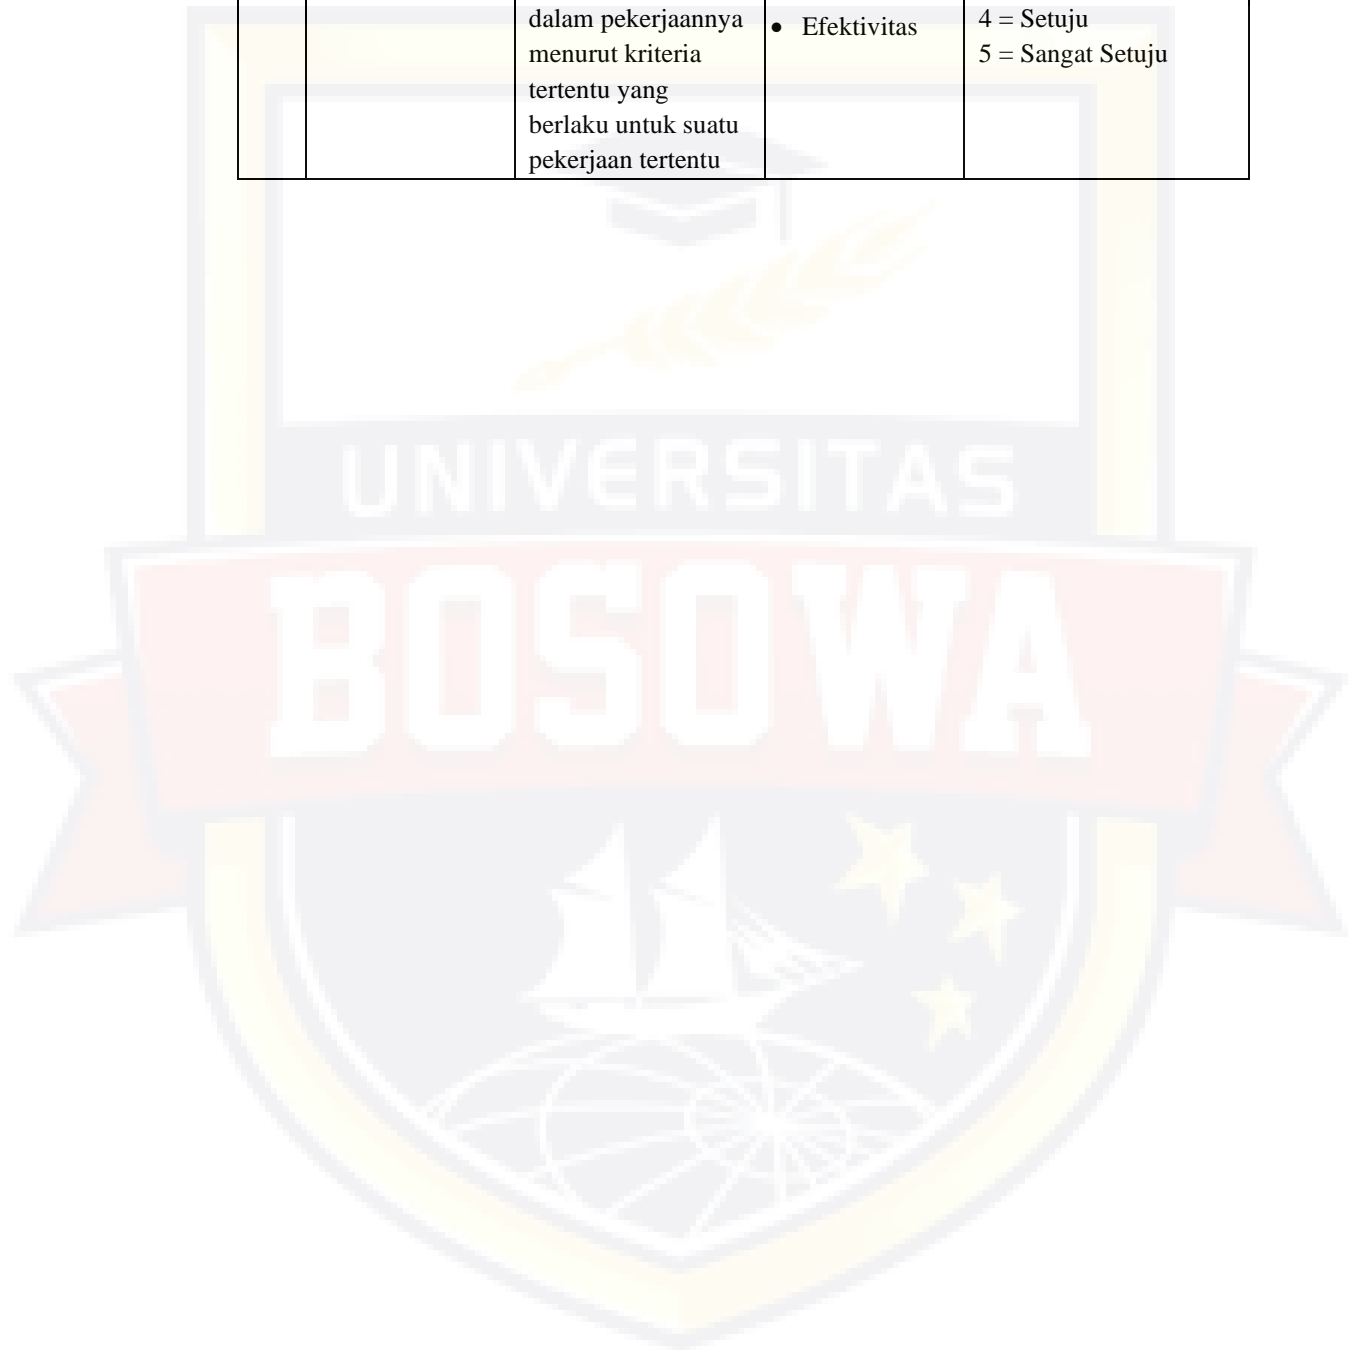 dalam pekerjaannya
menurut kriteria
tertentu yang
berlaku untuk suatu
pekerjaan tertentu
• Efektivitas
4 = Setuju
5 = Sangat Setuju
UNIVERSITAS
BOSOWA